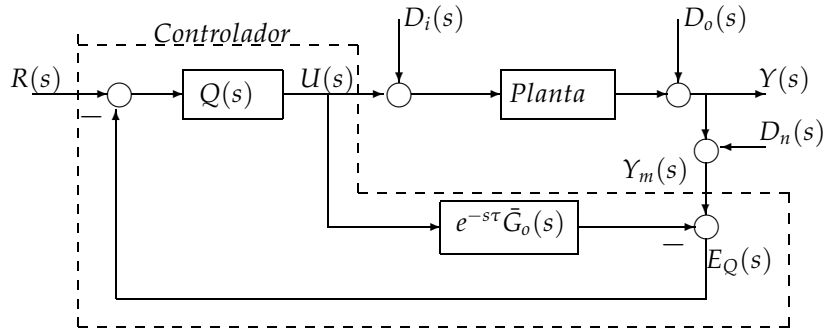 Controlador
D_i(s)
D_o(s)
R(s)
Q(s)
U(s)
Planta
Y(s)
−
D_n(s)
Y_m(s)
e^{-sτ} Ḡ_o(s)
−
E_Q(s)